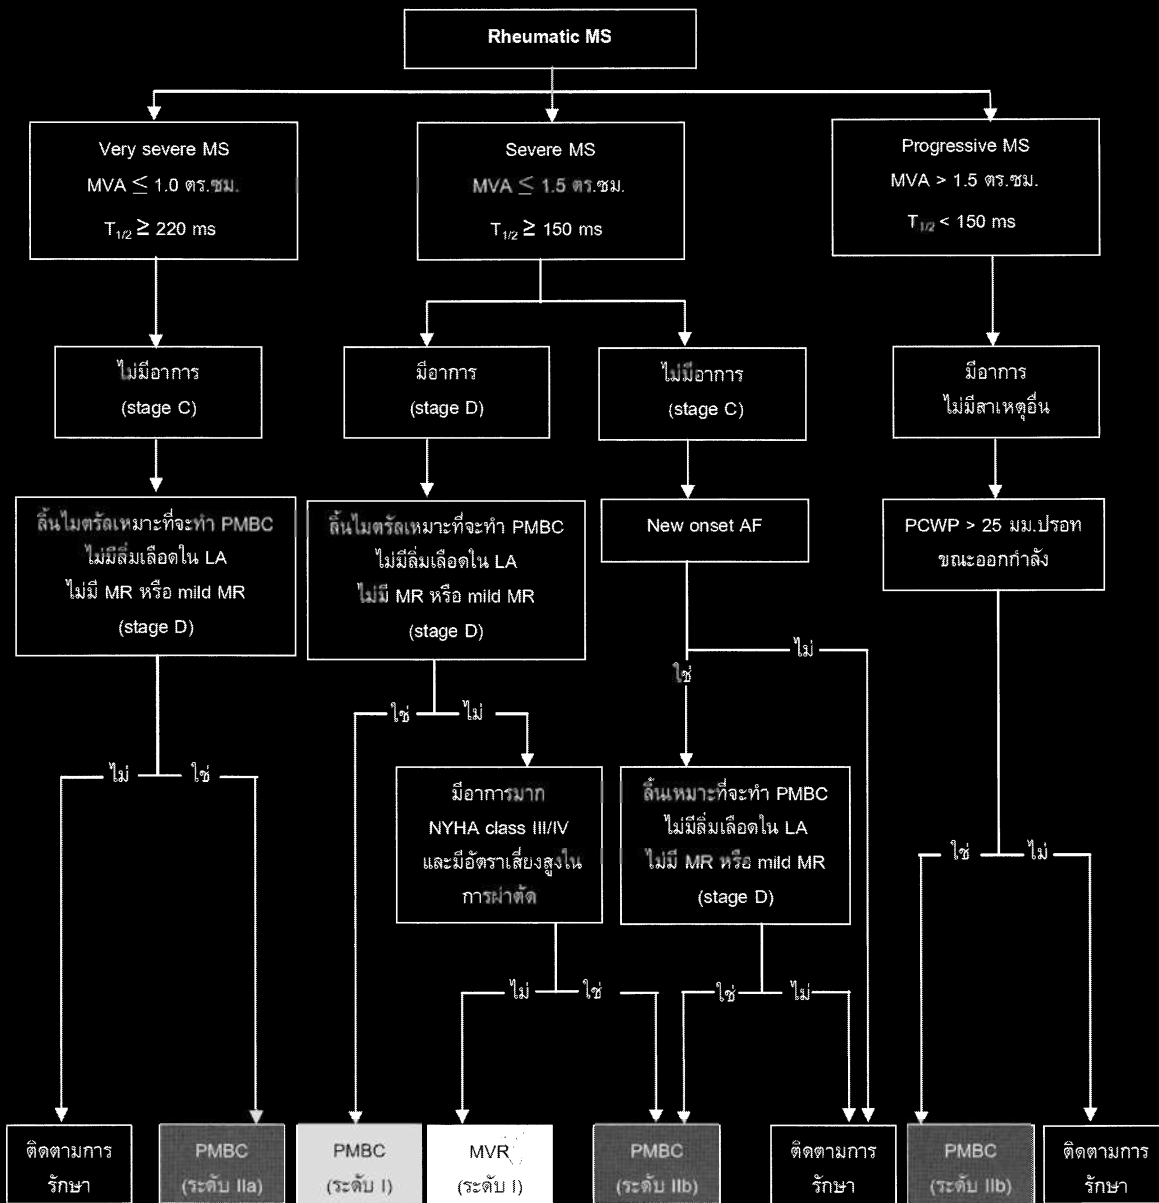 Rheumatic MS
Very severe MS
MVA ≤ 1.0 ตร.ซม.
T1/2 ≥ 220 ms
Severe MS
MVA ≤ 1.5 ตร.ซม.
T1/2 ≥ 150 ms
Progressive MS
MVA > 1.5 ตร.ซม.
T1/2 < 150 ms
ไม่มีอาการ
(stage C)
มีอาการ
(stage D)
ไม่มีอาการ
(stage C)
มีอาการ
ไม่มีสาเหตุอื่น
ลิ้นไมตรัลเหมาะที่จะทำ PMBC
ไม่มีลิ่มเลือดใน LA
ไม่มี MR หรือ mild MR
(stage D)
ลิ้นไมตรัลเหมาะที่จะทำ PMBC
ไม่มีลิ่มเลือดใน LA
ไม่มี MR หรือ mild MR
(stage D)
New onset AF
PCWP > 25 มม.ปรอท
ขณะออกกำลัง
ไม่
ใช่
ใช่
ไม่
ไม่
ใช่
มีอาการมาก
NYHA class III/IV
และมีอัตราเสี่ยงสูงใน
การผ่าตัด
ลิ้นเหมาะที่จะทำ PMBC
ไม่มีลิ่มเลือดใน LA
ไม่มี MR หรือ mild MR
(stage D)
ใช่
ไม่
ไม่
ใช่
ใช่
ไม่
ติดตามการ
รักษา
PMBC
(ระดับ IIa)
PMBC
(ระดับ I)
MVR
(ระดับ I)
PMBC
(ระดับ IIb)
ติดตามการ
รักษา
PMBC
(ระดับ IIb)
ติดตามการ
รักษา